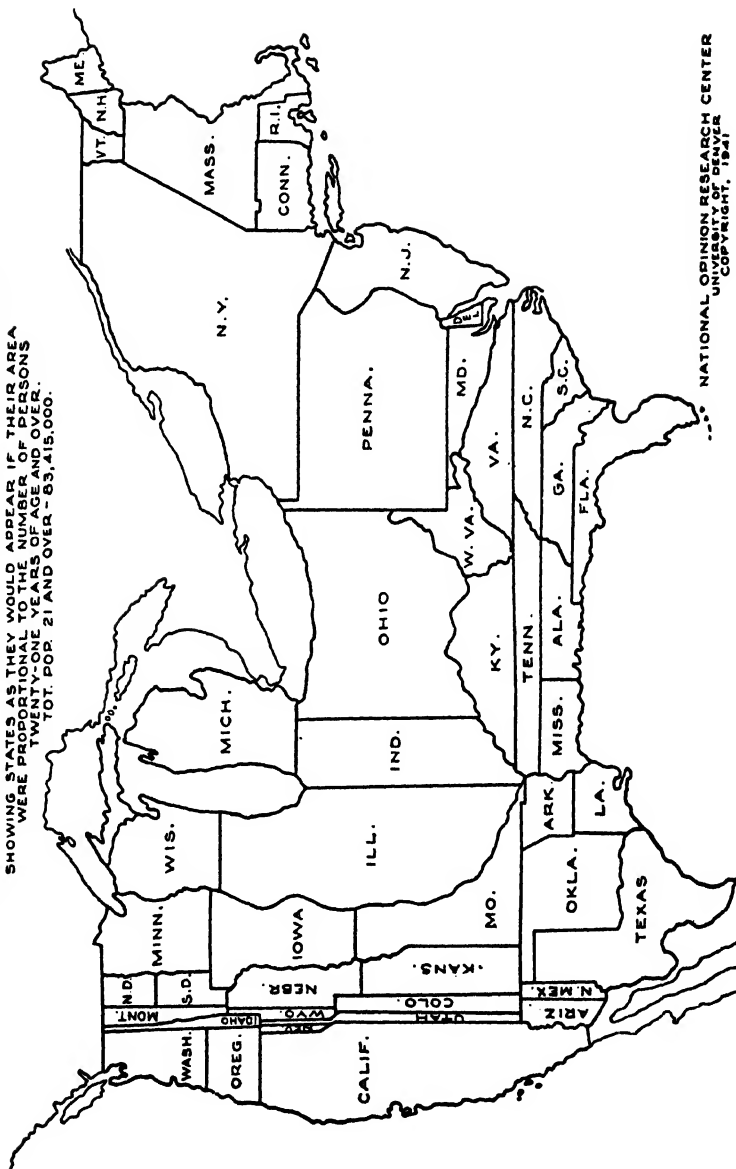 SHOWING STATES AS THEY WOULD APPEAR IF THEIR AREA
WERE PROPORTIONAL TO THE NUMBER OF PERSONS
TWENTY-ONE YEARS OF AGE AND OVER.
TOT. POP. 21 AND OVER - 83,415,000.
WASH.
OREG.
CALIF.
IDAHO
NEV.
MONT.
WYO.
UTAH
COLO.
ARIZ.
N. MEX.
N.D.
S.D.
NEBR.
KANS.
OKLA.
TEXAS
MINN.
IOWA
MO.
ARK.
LA.
WIS.
ILL.
MICH.
IND.
OHIO
KY.
TENN.
MISS.
ALA.
GA.
FLA.
S.C.
N.C.
VA.
W. VA.
MD.
DEL.
PENNA.
N.J.
N.Y.
CONN.
R.I.
MASS.
VT.
N.H.
ME.
NATIONAL OPINION RESEARCH CENTER
UNIVERSITY OF DENVER
COPYRIGHT, 1941